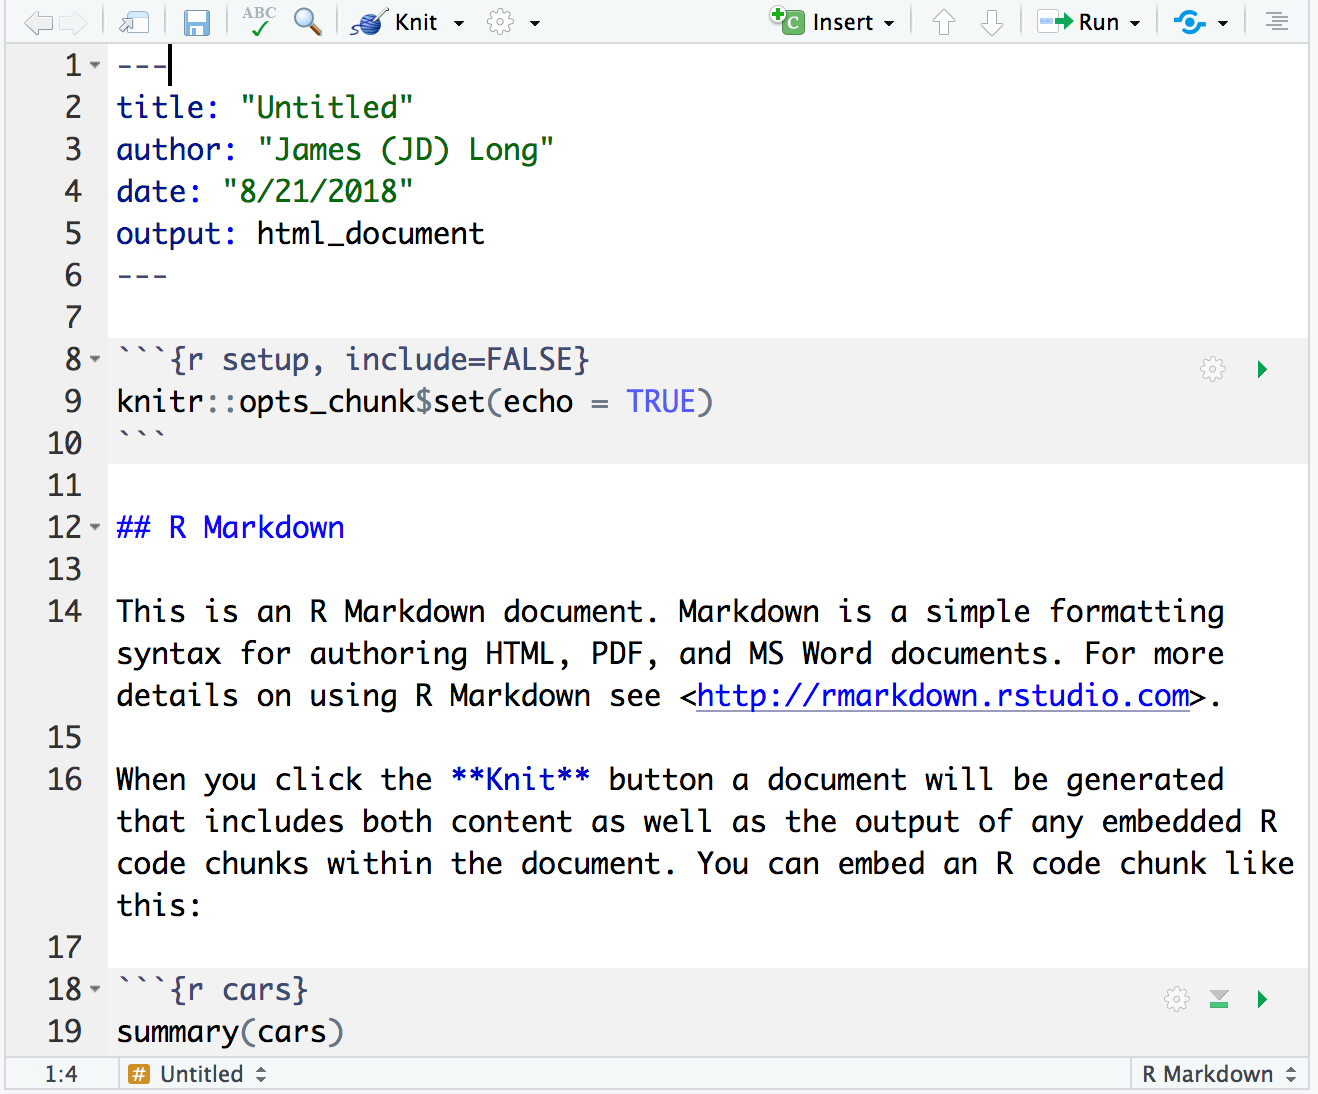 ABC Knit C Insert Run
1 ---
2 title: "Untitled"
3 author: "James (JD) Long"
4 date: "8/21/2018"
5 output: html_document
6 ---
7
8 ```{r setup, include=FALSE}
9 knitr::opts_chunk$set(echo = TRUE)
10 ```
11
12 ## R Markdown
13
14 This is an R Markdown document. Markdown is a simple formatting
syntax for authoring HTML, PDF, and MS Word documents. For more
details on using R Markdown see <http://rmarkdown.rstudio.com>.
15
16 When you click the **Knit** button a document will be generated
that includes both content as well as the output of any embedded R
code chunks within the document. You can embed an R code chunk like
this:
17
18 ```{r cars}
19 summary(cars)
1:4 # Untitled R Markdown